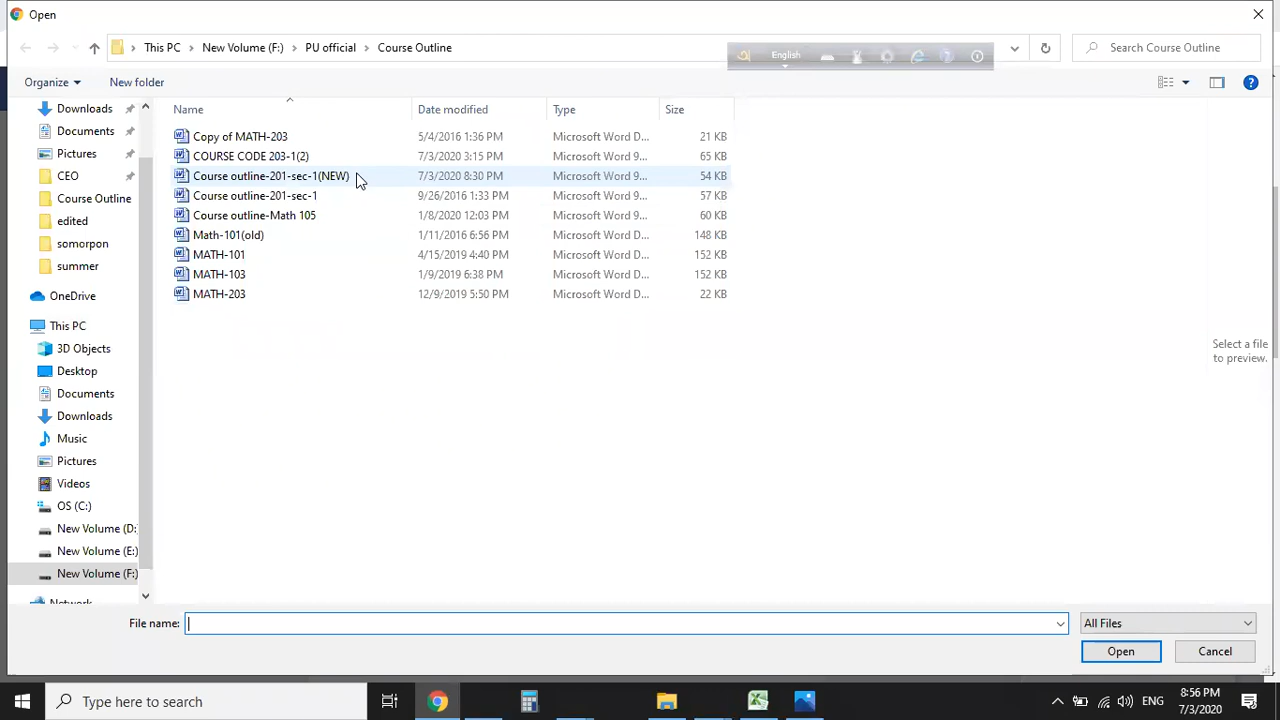 Open
This PC > New Volume (F:) > PU official > Course Outline
English
Search Course Outline
Organize New folder
Name Date modified Type Size
Copy of MATH-203 5/4/2016 1:36 PM Microsoft Word D... 21 KB
COURSE CODE 203-1(2) 7/3/2020 3:15 PM Microsoft Word 9... 65 KB
Course outline-201-sec-1(NEW) 7/3/2020 8:30 PM Microsoft Word 9... 54 KB
Course outline-201-sec-1 9/26/2016 1:33 PM Microsoft Word 9... 57 KB
Course outline-Math 105 1/8/2020 12:03 PM Microsoft Word 9... 60 KB
Math-101(old) 1/11/2016 6:56 PM Microsoft Word D... 148 KB
MATH-101 4/15/2019 4:40 PM Microsoft Word D... 152 KB
MATH-103 1/9/2019 6:38 PM Microsoft Word D... 152 KB
MATH-203 12/9/2019 5:50 PM Microsoft Word D... 22 KB
Downloads
Documents
Pictures
CEO
Course Outline
edited
somorpon
summer
OneDrive
This PC
3D Objects
Desktop
Documents
Downloads
Music
Pictures
Videos
OS (C:)
New Volume (D:
New Volume (E:)
New Volume (F:)
Network
Select a file
to preview.
File name:
All Files
Open Cancel
Type here to search
ENG
8:56 PM
7/3/2020